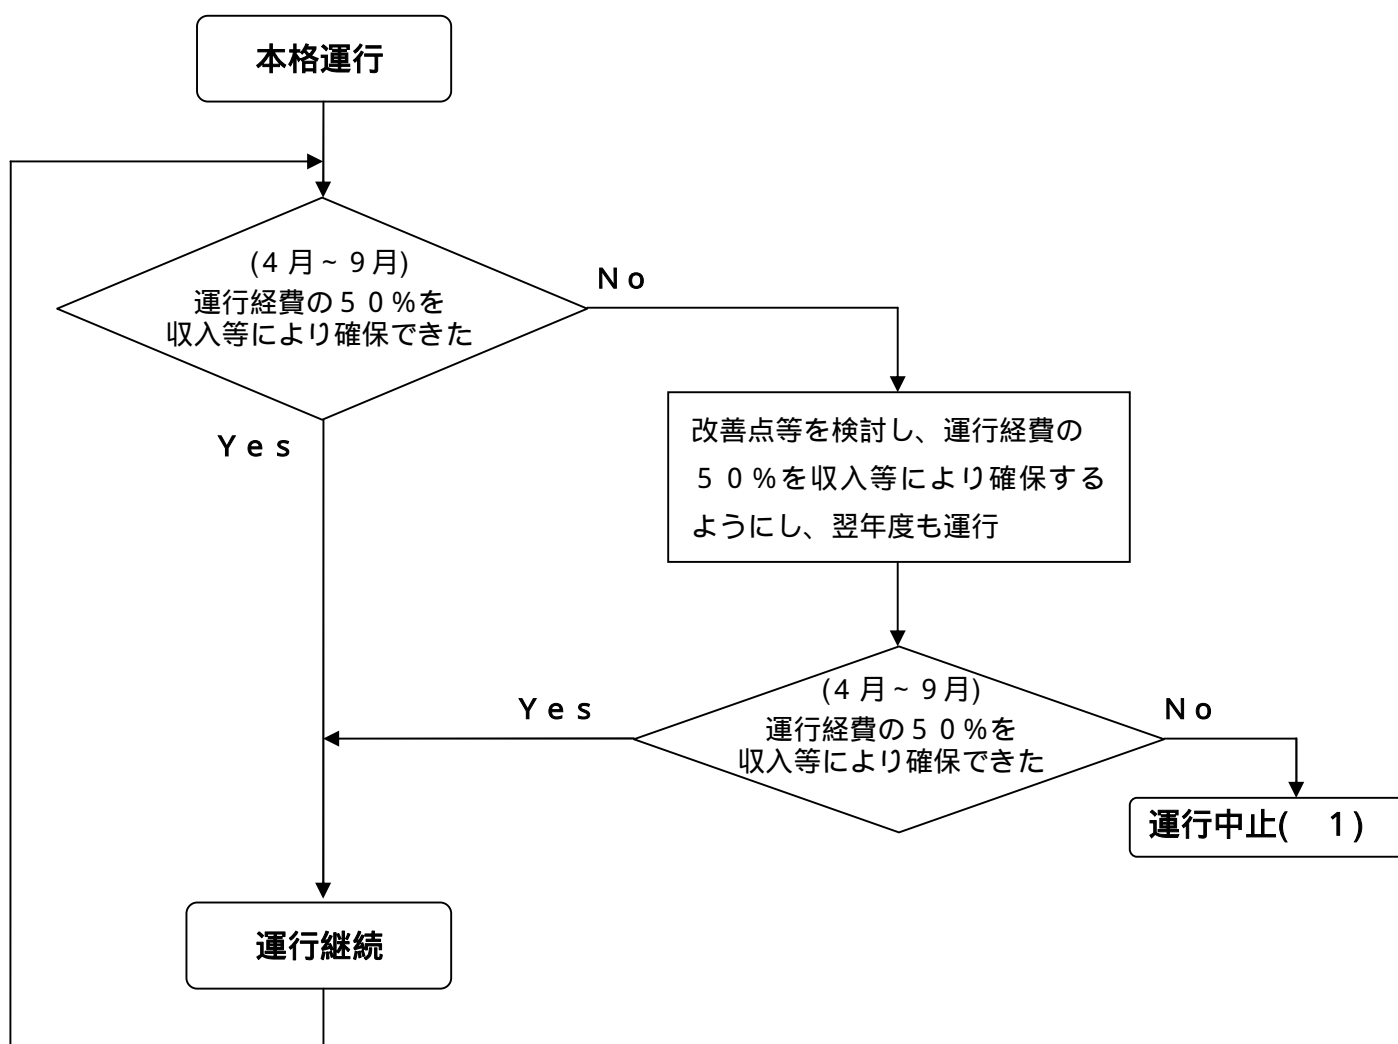 本格運行
(4月~9月)
運行経費の50%を
収入等により確保できた
No
Yes
改善点等を検討し、運行経費の
50%を収入等により確保する
ようにし、翌年度も運行
(4月~9月)
運行経費の50%を
収入等により確保できた
Yes
No
運行中止(　1)
運行継続